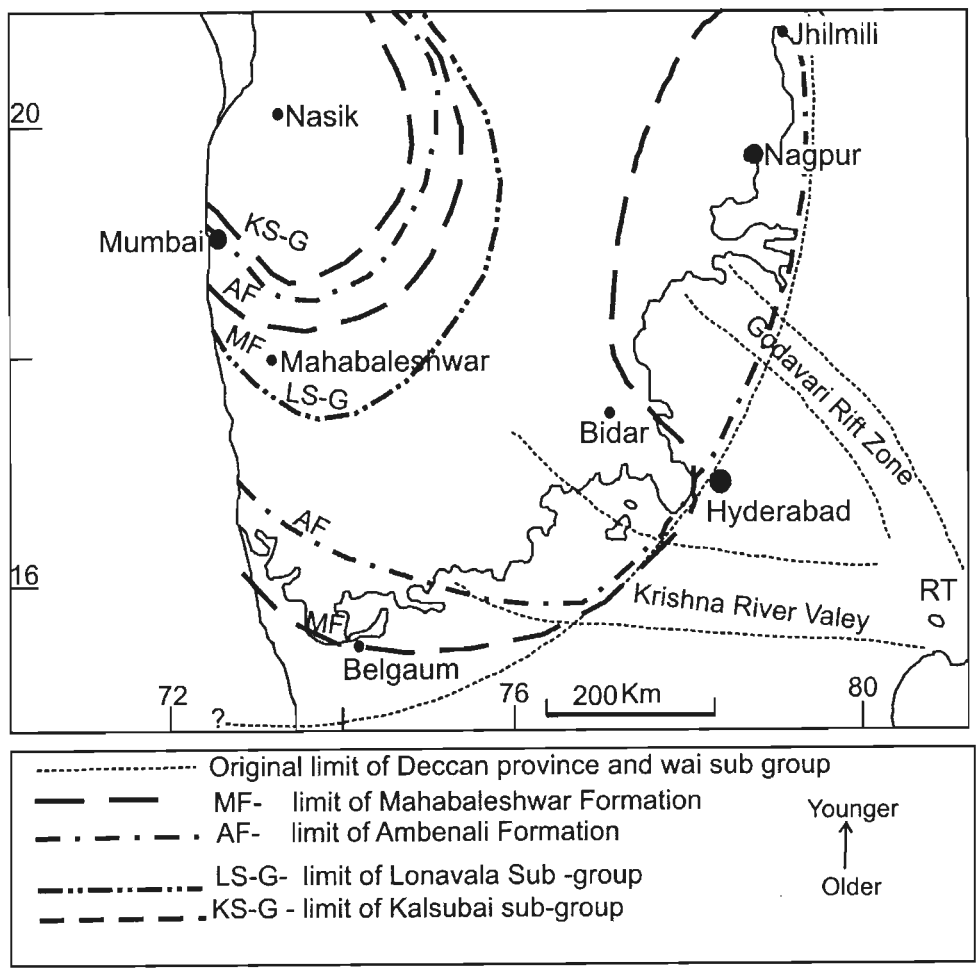 Jhilmili
20
Nasik
Nagpur
KS-G
Mumbai
AF
MF
Mahabaleshwar
LS-G
Godavari Rift Zone
Bidar
Hyderabad
AF
16
Krishna River Valey
RT
MF
Belgaum
72
76
200 Km
80
?
Original limit of Deccan province and wai sub group
MF- limit of Mahabaleshwar Formation
AF- limit of Ambenali Formation
LS-G- limit of Lonavala Sub -group
KS-G - limit of Kalsubai sub-group
Younger
Older